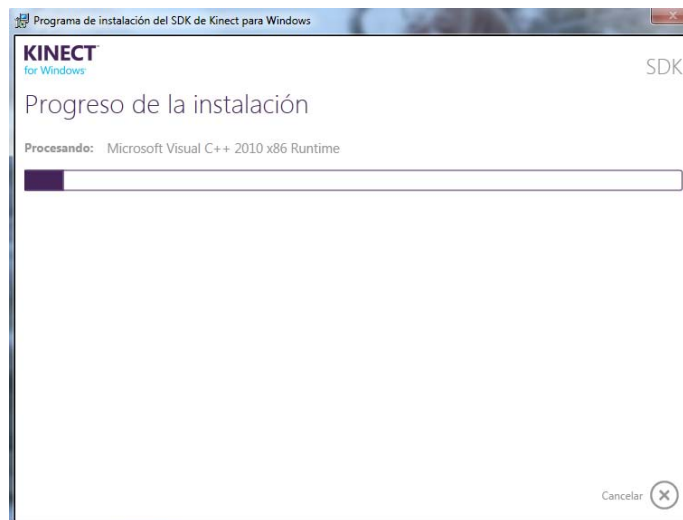 Programa de instalación del SDK de Kinect para Windows
KINECT
for Windows
SDK
Progreso de la instalación
Procesando: Microsoft Visual C++ 2010 x86 Runtime
Cancelar